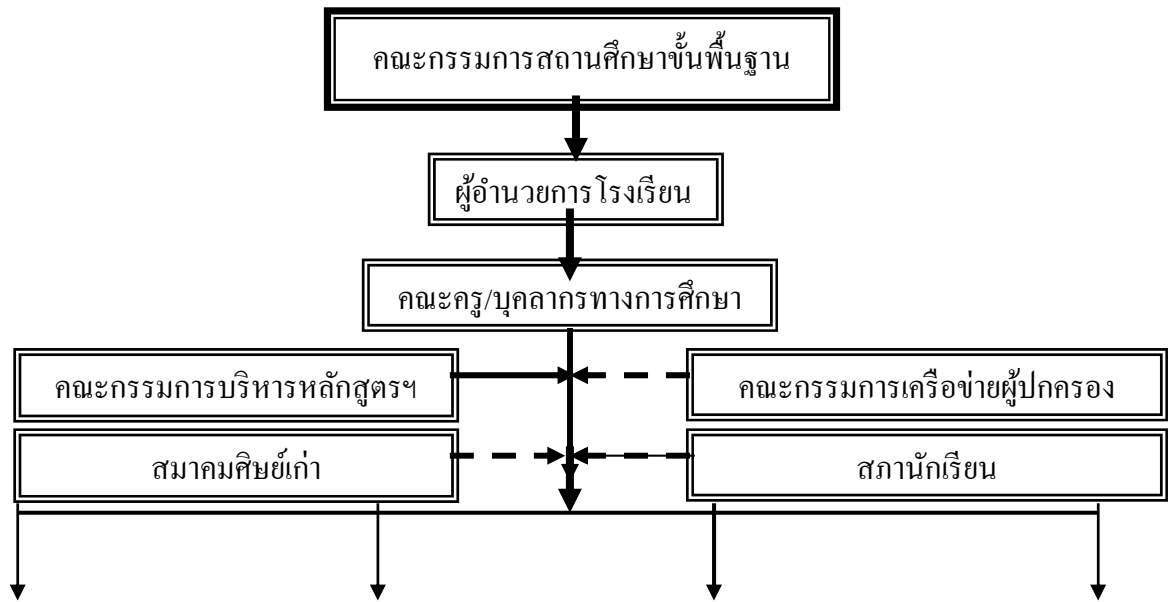 คณะกรรมการสถานศึกษาขั้นพื้นฐาน
ผู้อำนวยการโรงเรียน
คณะครู/บุคลากรทางการศึกษา
คณะกรรมการบริหารหลักสูตรฯ
คณะกรรมการเครือข่ายผู้ปกครอง
สมาคมศิษย์เก่า
สภานักเรียน